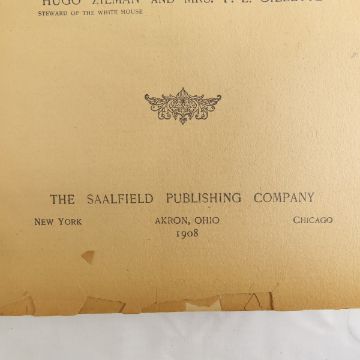 HUGO ZIEMAN AND MRS. F. L. GILLETTE
STEWARD OF THE WHITE HOUSE
THE SAALFIELD PUBLISHING COMPANY
NEW YORK AKRON, OHIO CHICAGO
1908